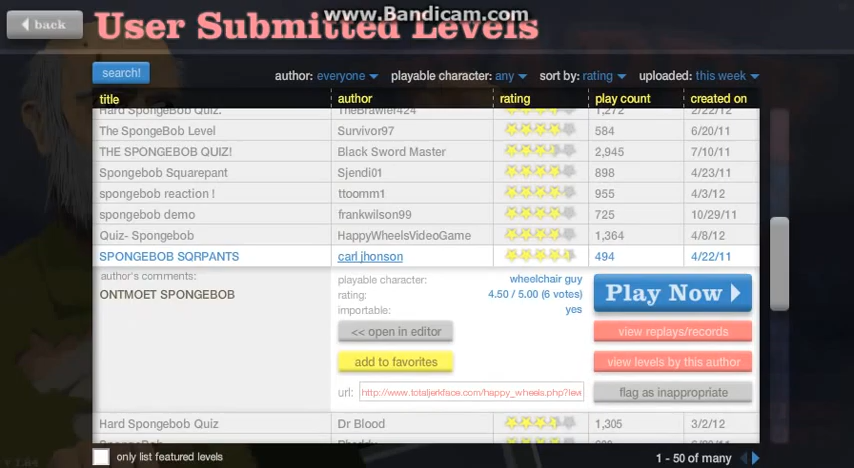 www.Bandicam.com
back
User Submitted Levels
search!
author: everyone playable character: any sort by: rating uploaded: this week
title author rating play count created on
Hard SpongeBob Quiz. TheBrawler424 1,272 2/22/12
The SpongeBob Level Survivor97 584 6/20/11
THE SPONGEBOB QUIZ! Black Sword Master 2,945 7/10/11
Spongebob Squarepant Sjendi01 898 4/23/11
spongebob reaction ! ttoomm1 955 4/3/12
spongebob demo frankwilson99 725 10/29/11
Quiz- Spongebob HappyWheelsVideoGame 1,364 4/8/12
SPONGEBOB SQRPANTS carl jhonson 494 4/22/11
author's comments:
ONTMOET SPONGEBOB
playable character: wheelchair guy
rating: 4.50 / 5.00 (6 votes)
importable: yes
Play Now
<< open in editor
view replays/records
add to favorites
view levels by this author
url: http://www.totaljerkface.com/happy_wheels.php?leve
flag as inappropriate
Hard Spongebob Quiz Dr Blood 1,305 3/2/12
only list featured levels
1 - 50 of many